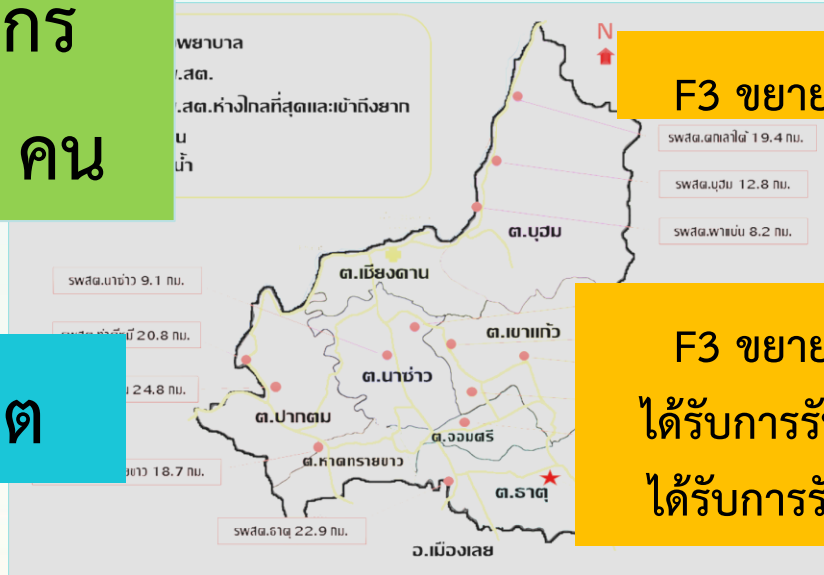 กร
คน
พยาบาล
.สต.
.สต.ห่างไกลที่สุดและเข้าถึงยาก
น
น้ำ
N
F3 ขยาย
รพสต.ตกเลาใต้ 19.4 กม.
รพสต.บุฮม 12.8 กม.
รพสต.ผาแบ่น 8.2 กม.
ต.บุฮม
ต.เชียงคาน
รพสต.นาซ่าว 9.1 กม.
20.8 กม.
24.8 กม.
ต
18.7 กม.
ต.เขาแก้ว
ต.นาซ่าว
ต.ปากตม
ต.จอมศรี
ต.หาดทรายขาว
ต.ธาตุ
รพสต.ธาตุ 22.9 กม.
อ.เมืองเลย
F3 ขยาย
ได้รับการรั
ได้รับการรั